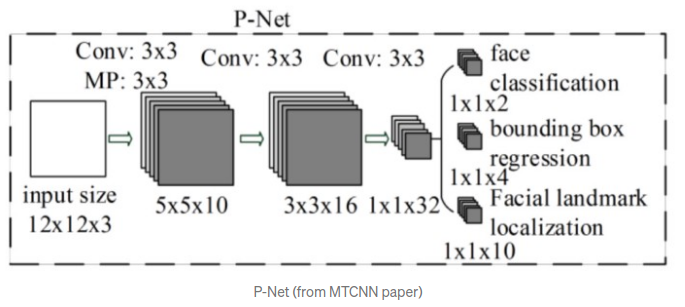 P-Net
Conv: 3x3
MP: 3x3
Conv: 3x3
Conv: 3x3
input size
12x12x3
5x5x10
3x3x16
1x1x32
face
classification
1x1x2
bounding box
regression
1x1x4
Facial landmark
localization
1x1x10
P-Net (from MTCNN paper)